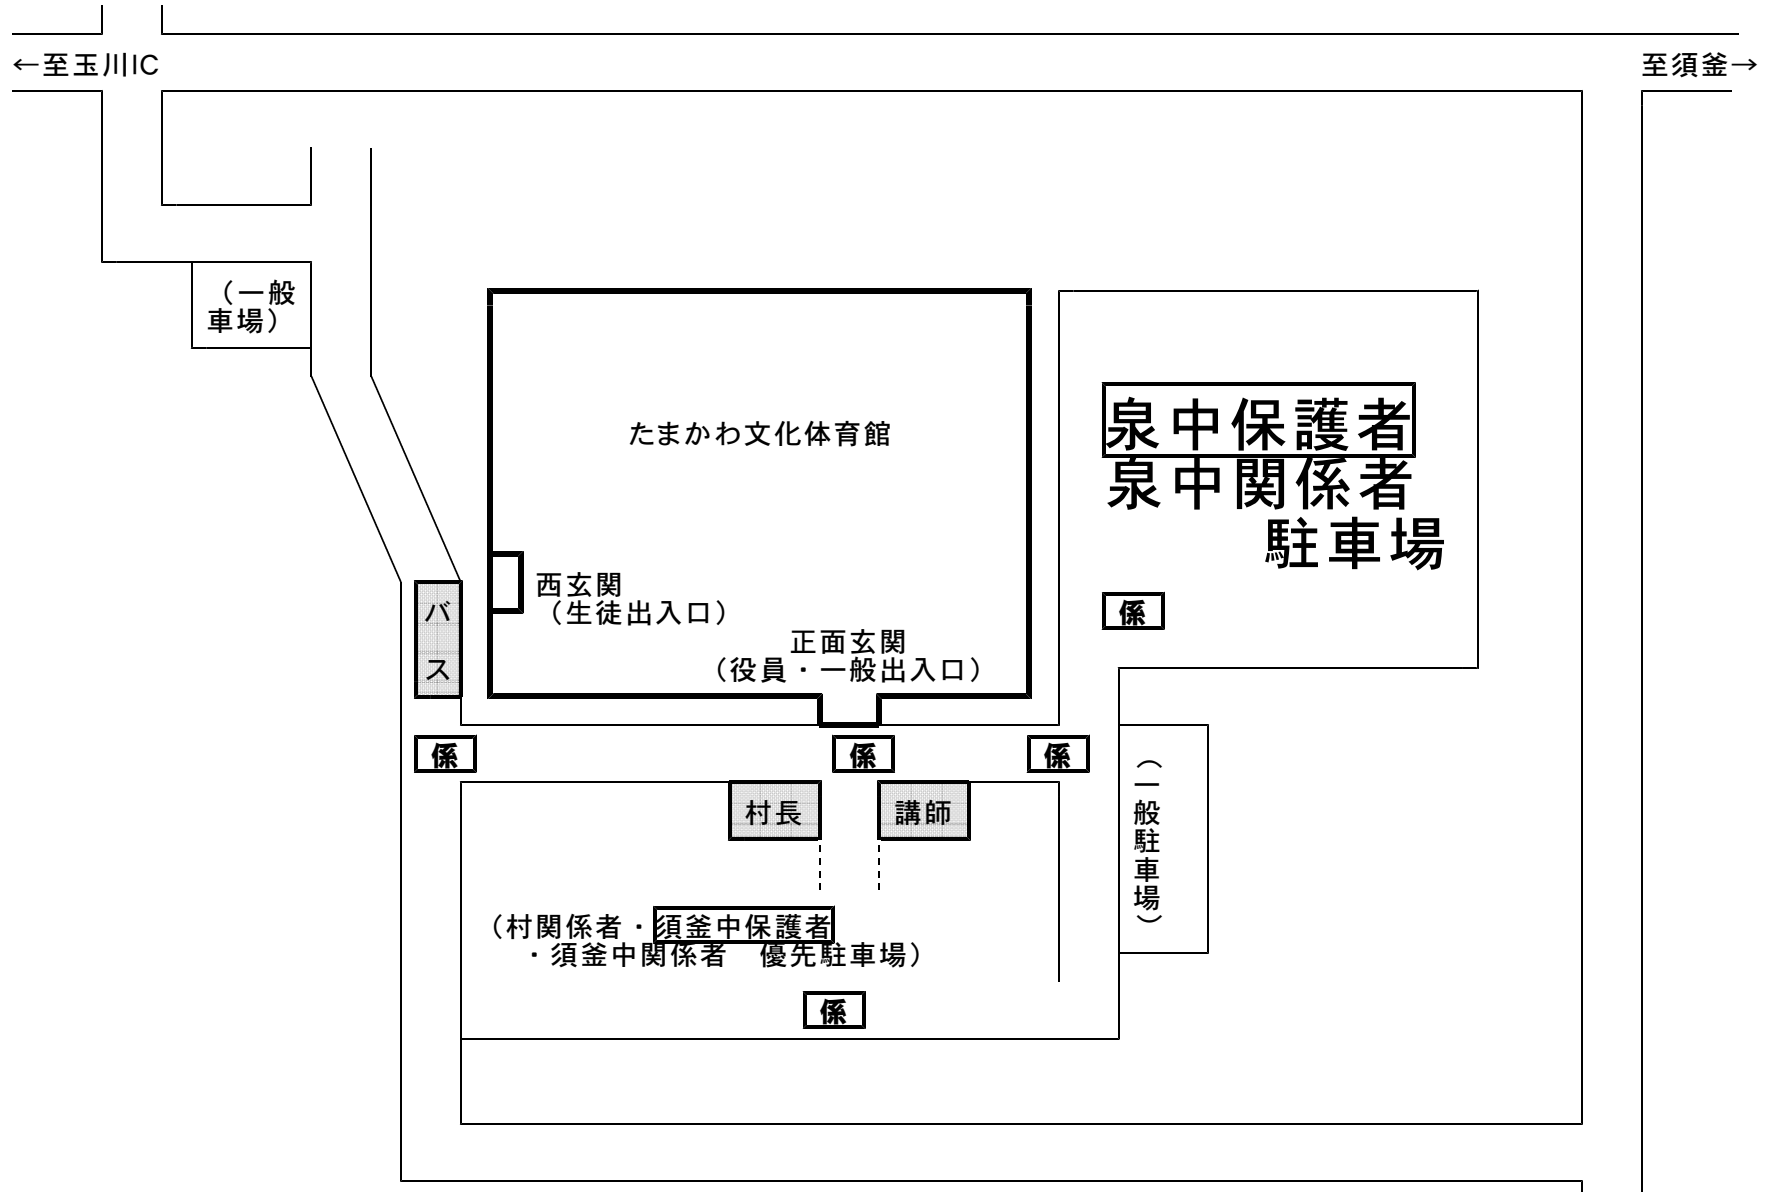 ←至玉川IC
至須釜→
（一般
車場）
たまかわ文化体育館
泉中保護者
泉中関係者
駐車場
西玄関
（生徒出入口）
正面玄関
（役員・一般出入口）
係
バス
係
係
係
村長
講師
（一般駐車場）
（村関係者・須釜中保護者
・須釜中関係者　優先駐車場）
係